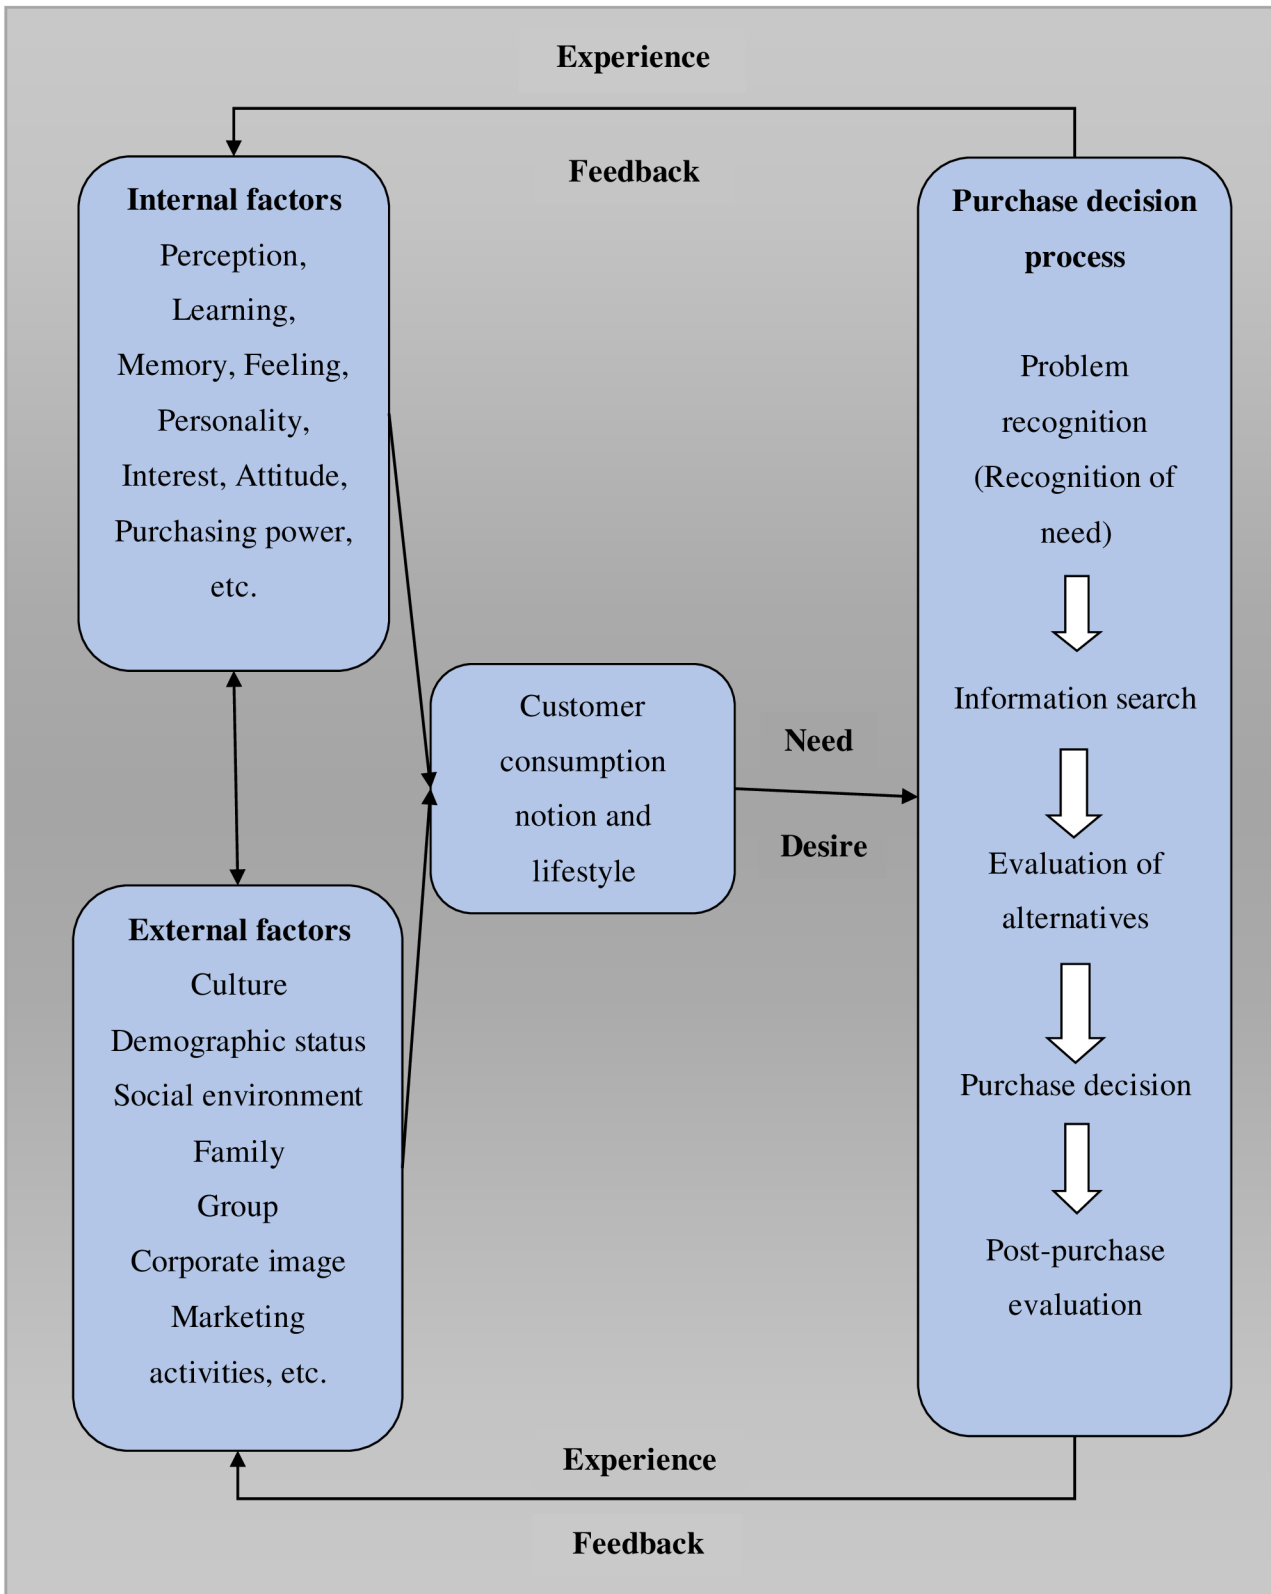 Experience
Feedback
Internal factors
Perception,
Learning,
Memory, Feeling,
Personality,
Interest, Attitude,
Purchasing power,
etc.
External factors
Culture
Demographic status
Social environment
Family
Group
Corporate image
Marketing
activities, etc.
Customer
consumption
notion and
lifestyle
Need
Desire
Purchase decision
process
Problem
recognition
(Recognition of
need)
Information search
Evaluation of
alternatives
Purchase decision
Post-purchase
evaluation
Experience
Feedback